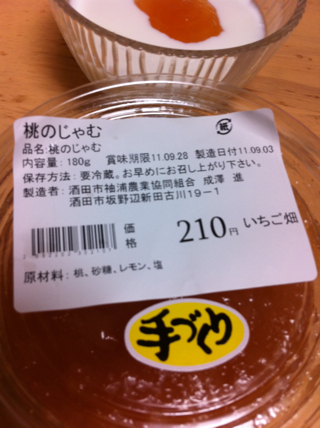 桃のじゃむ
紙
品名:桃のじゃむ
内容量:180g 賞味期限11.09.28 製造日付11.09.03
保存方法:要冷蔵。お早めにお召し上がり下さい。
製造者:酒田市袖浦農業協同組合 成澤 進
酒田市坂野辺新田古川19-1
価格
210円 いちご畑
原材料:桃、砂糖、レモン、塩
手づくり